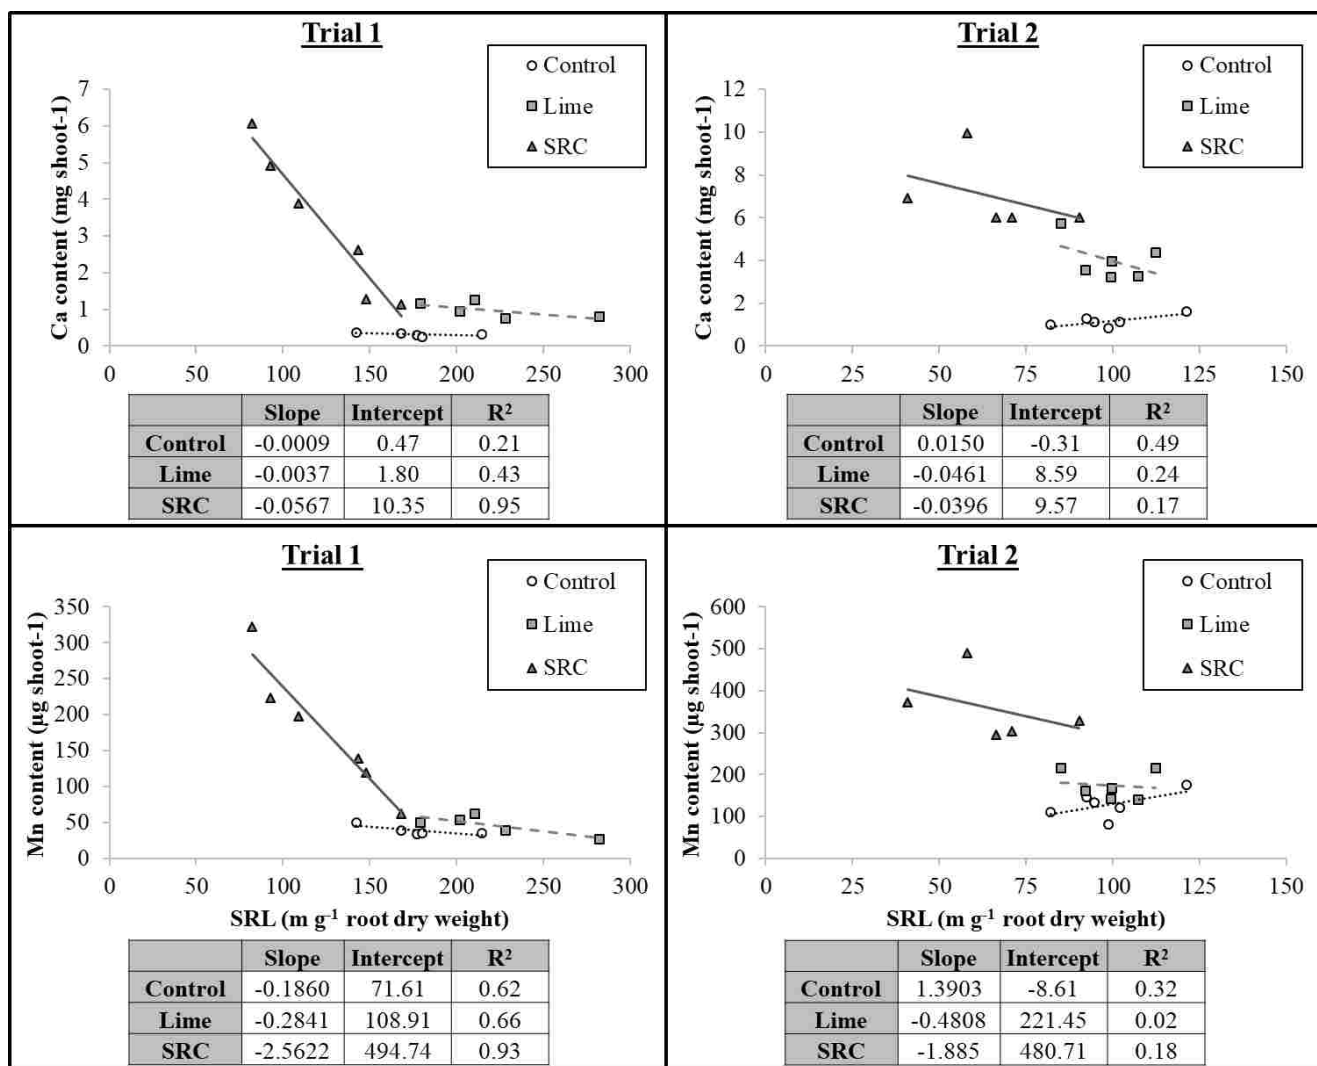 Trial 1
Control
Lime
SRC
Ca content (mg shoot-1)
7
6
5
4
3
2
1
0
0 50 100 150 200 250 300
Slope Intercept R²
Control -0.0009 0.47 0.21
Lime -0.0037 1.80 0.43
SRC -0.0567 10.35 0.95
Trial 2
Control
Lime
SRC
Ca content (mg shoot-1)
12
10
8
6
4
2
0
0 25 50 75 100 125 150
Slope Intercept R²
Control 0.0150 -0.31 0.49
Lime -0.0461 8.59 0.24
SRC -0.0396 9.57 0.17
Trial 1
Control
Lime
SRC
Mn content (µg shoot-1)
350
300
250
200
150
100
50
0
0 50 100 150 200 250 300
SRL (m g⁻¹ root dry weight)
Slope Intercept R²
Control -0.1860 71.61 0.62
Lime -0.2841 108.91 0.66
SRC -2.5622 494.74 0.93
Trial 2
Control
Lime
SRC
Mn content (µg shoot-1)
600
500
400
300
200
100
0
0 25 50 75 100 125 150
SRL (m g⁻¹ root dry weight)
Slope Intercept R²
Control 1.3903 -8.61 0.32
Lime -0.4808 221.45 0.02
SRC -1.885 480.71 0.18